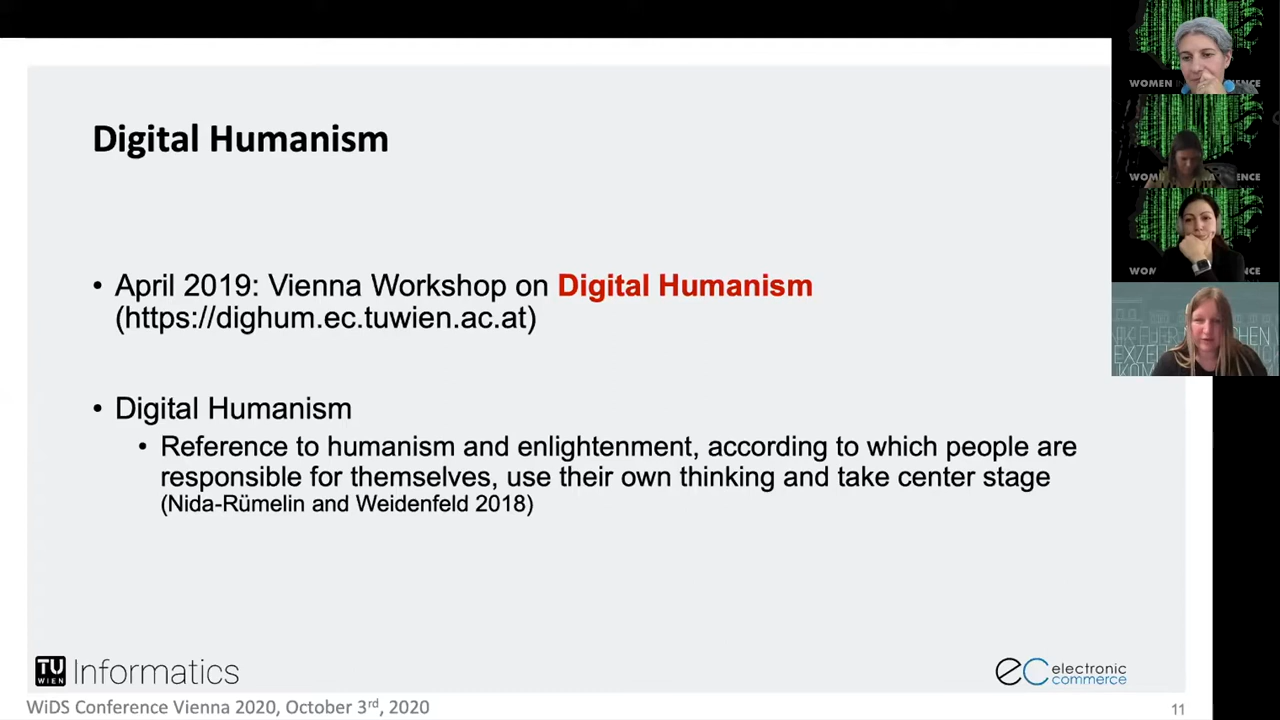 Digital Humanism
• April 2019: Vienna Workshop on Digital Humanism
(https://dighum.ec.tuwien.ac.at)
• Digital Humanism
• Reference to humanism and enlightenment, according to which people are
responsible for themselves, use their own thinking and take center stage
(Nida-Rümelin and Weidenfeld 2018)
TU
WIEN
Informatics
ec electronic
commerce
WiDS Conference Vienna 2020, October 3rd, 2020
11
WOMEN